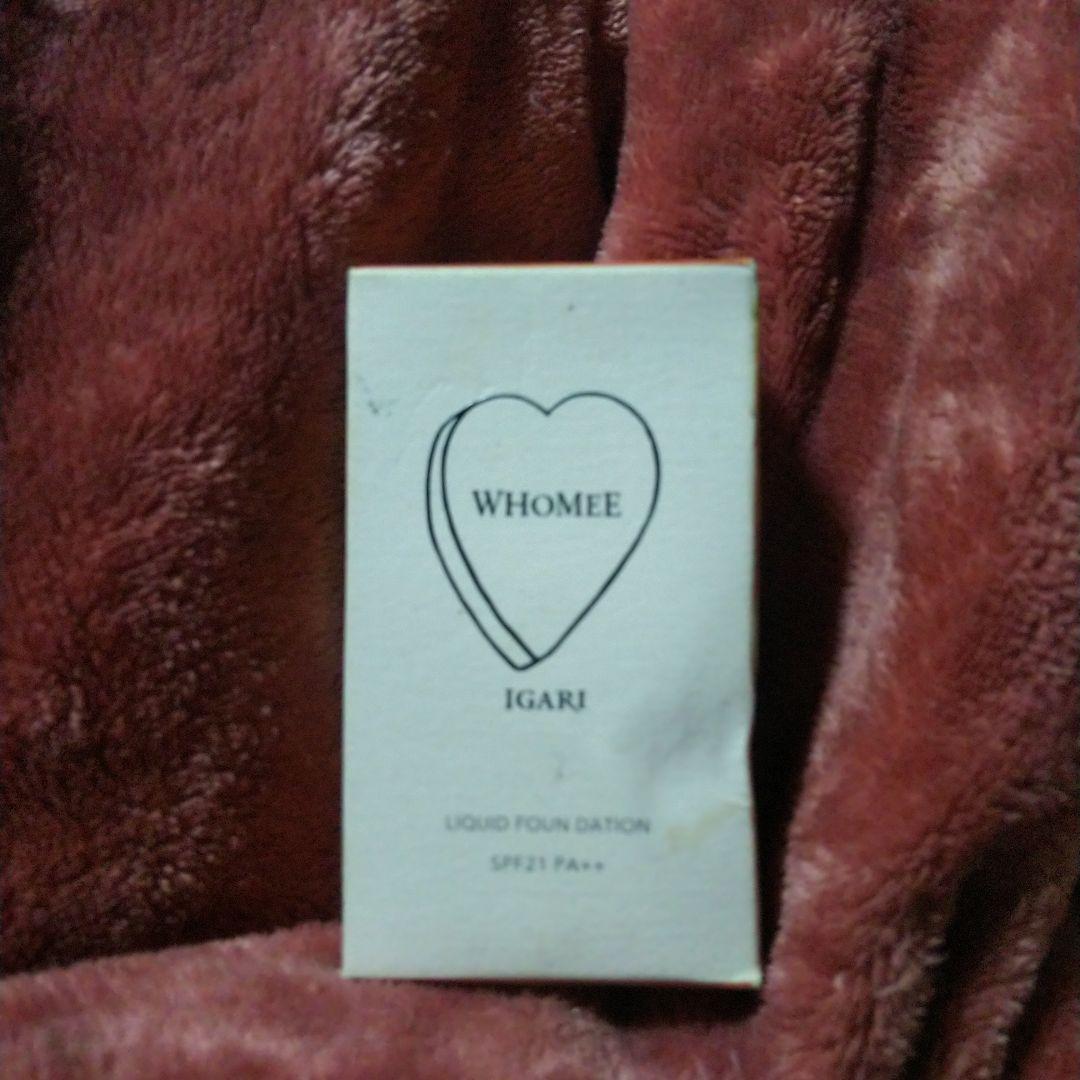 WHOMEE
IGARI
LIQUID FOUN DATION
SPF21 PA++